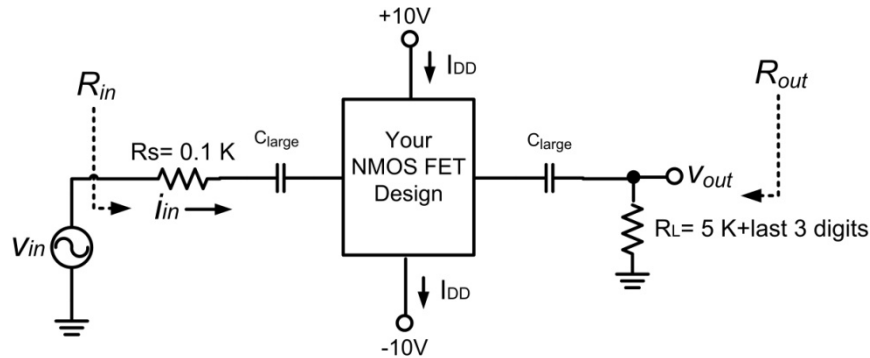 +10V
IDD
Rin
Rout
Clarge
Clarge
Rs= 0.1 K
Your
NMOS FET
Design
vout
iin
vin
RL= 5 K+last 3 digits
IDD
-10V